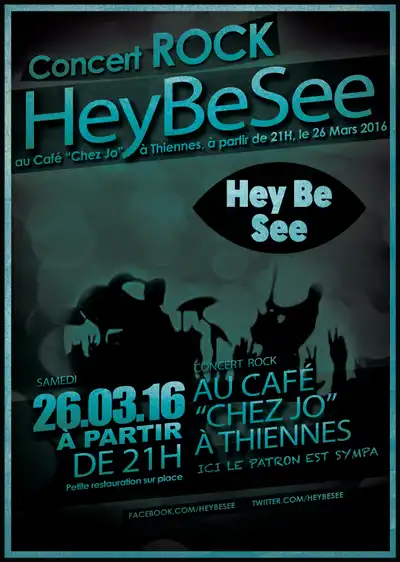 Concert ROCK
HeyBeSee
au Café "Chez Jo" à Thiennes, à partir de 21H, le 26 Mars 2016
Hey Be
See
SAMEDI
26.03.16
À PARTIR
DE 21H
Petite restauration sur place
CONCERT ROCK
AU CAFÉ
"CHEZ JO"
À THIENNES
ICI LE PATRON EST SYMPA
FACEBOOK.COM/HEYBESEE TWITTER.COM/HEYBESEE